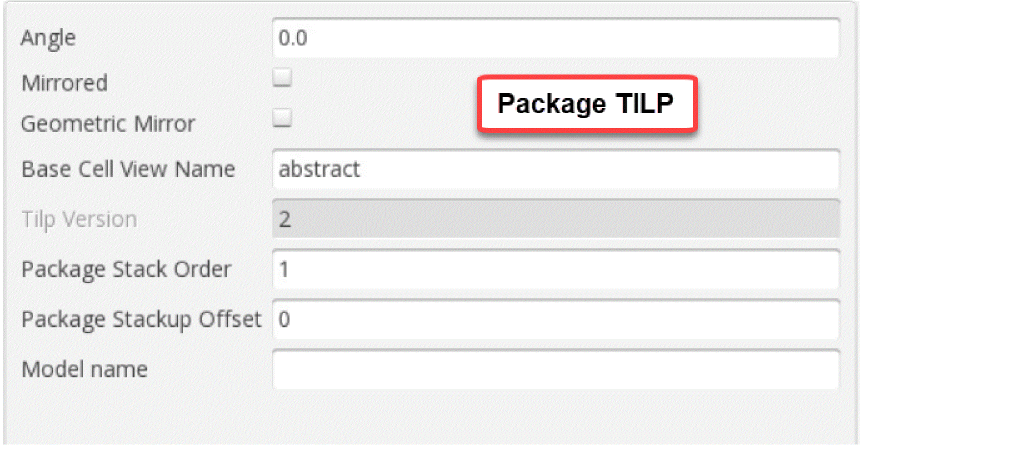 Angle 0.0
Mirrored
Package TILP
Geometric Mirror
Base Cell View Name abstract
Tilp Version 2
Package Stack Order 1
Package Stackup Offset 0
Model name